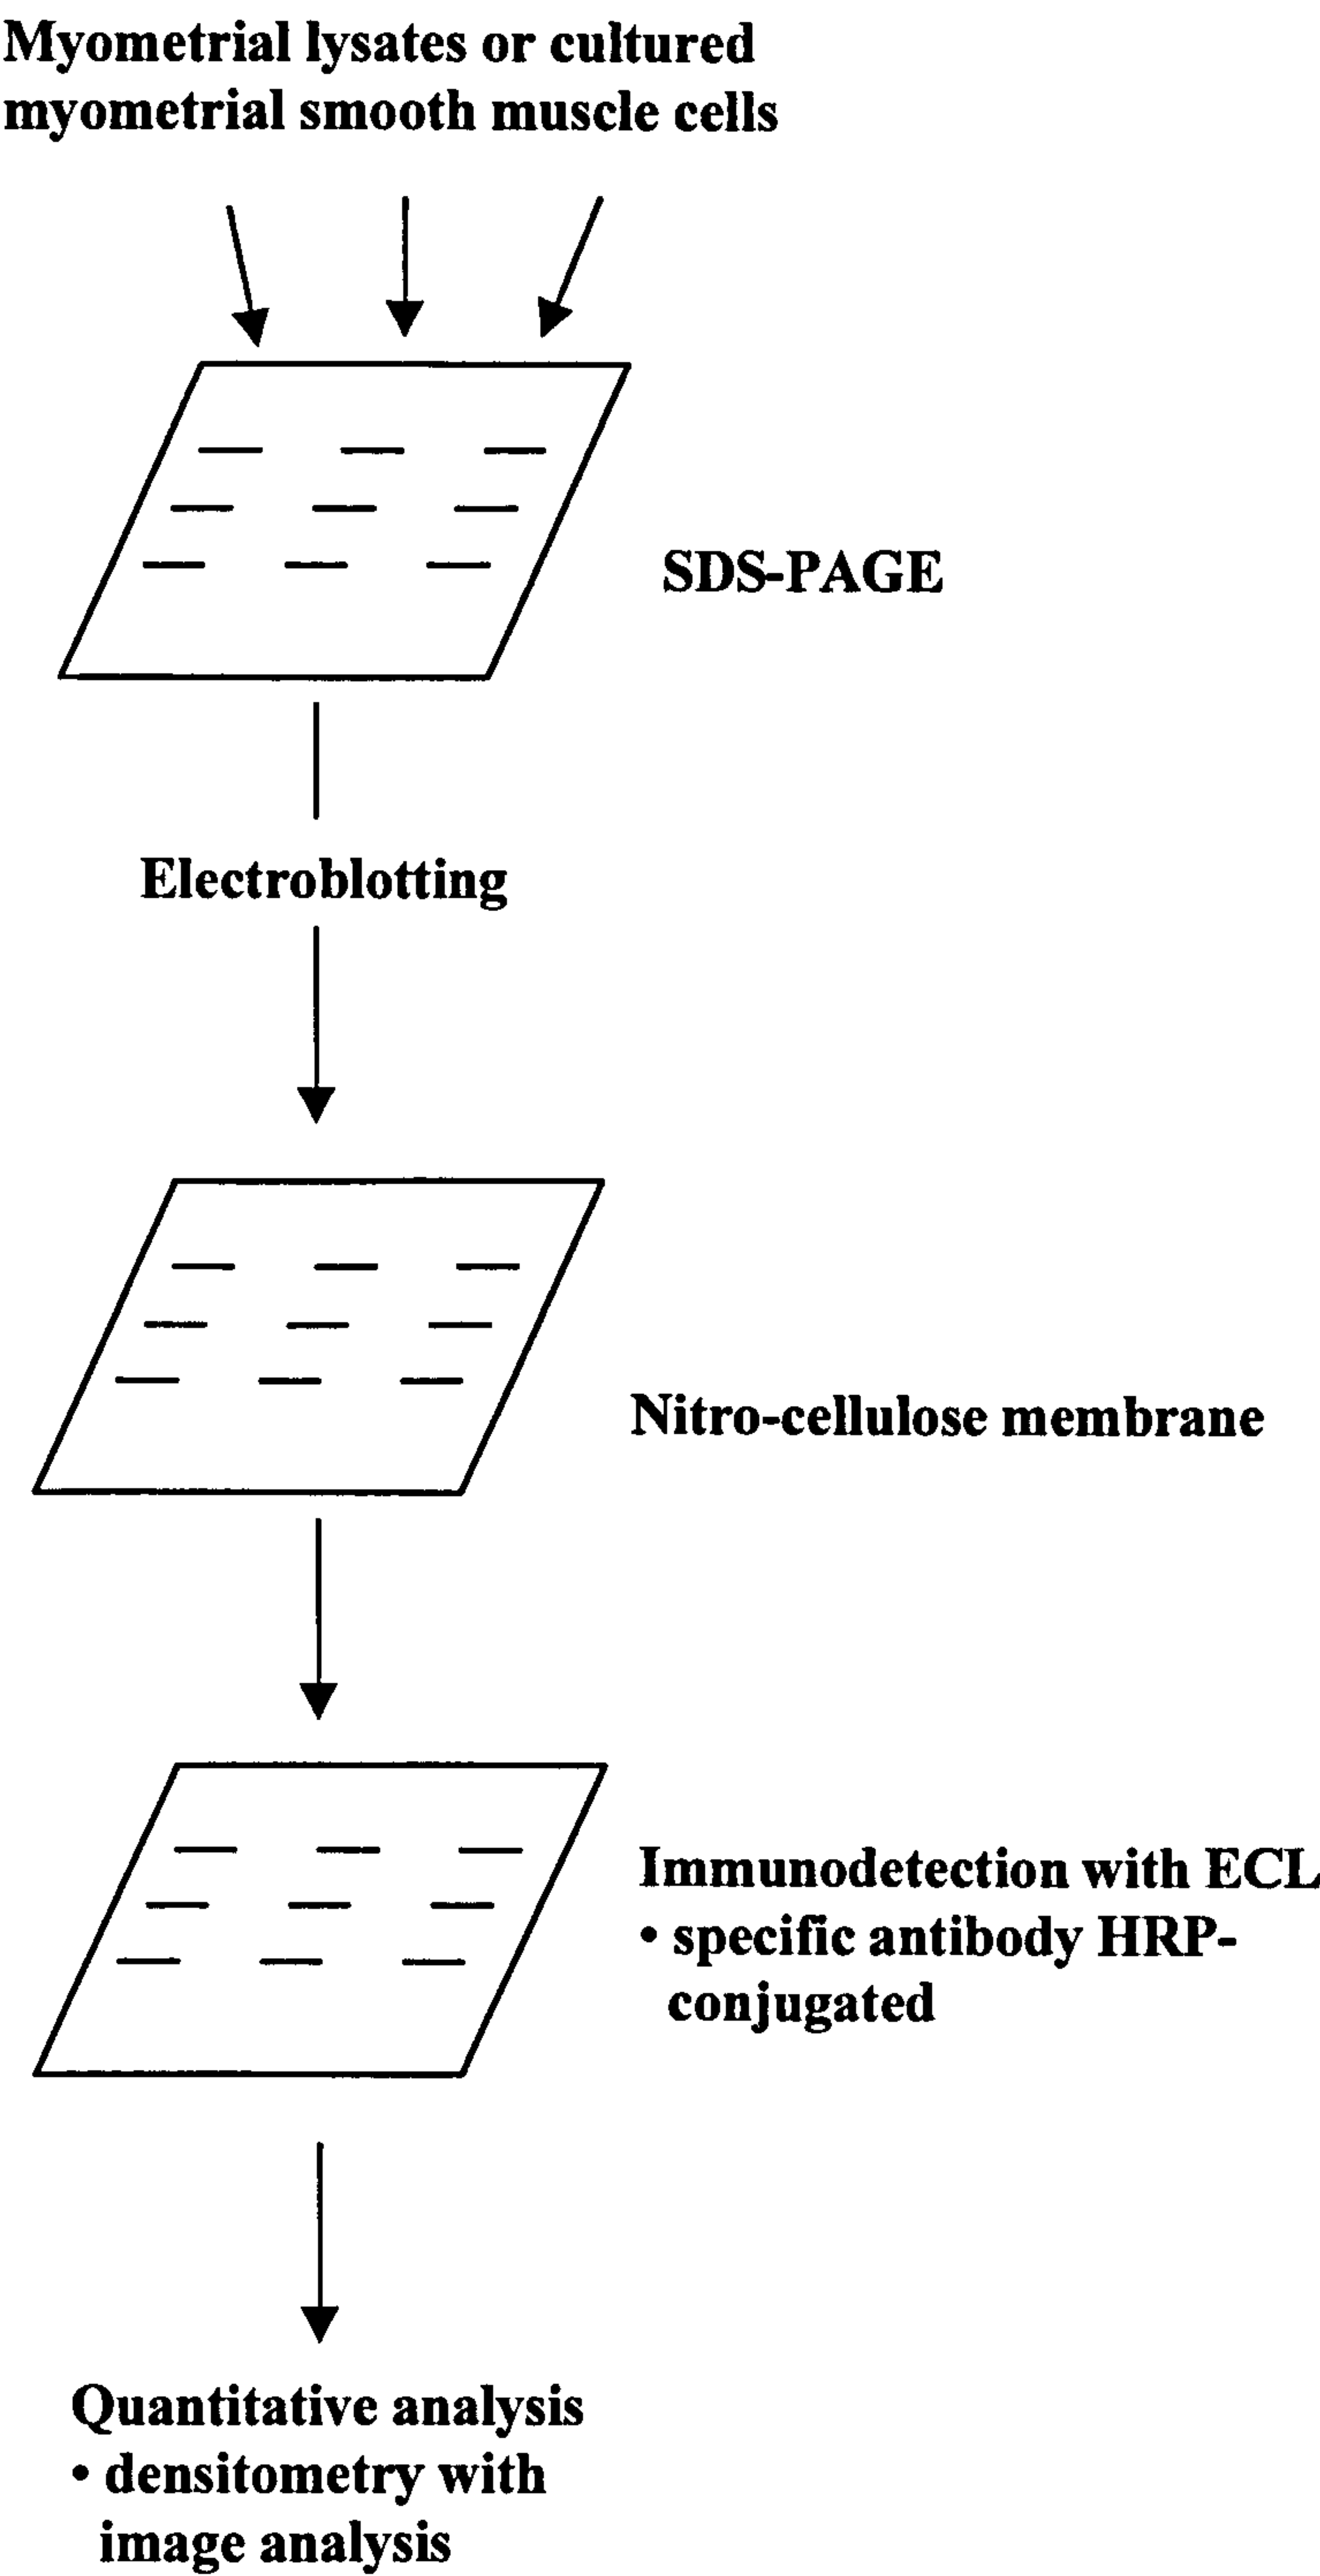 Myometrial lysates or cultured
myometrial smooth muscle cells
SDS-PAGE
Electroblotting
Nitro-cellulose membrane
Immunodetection with ECL
• specific antibody HRP-
conjugated
Quantitative analysis
• densitometry with
image analysis